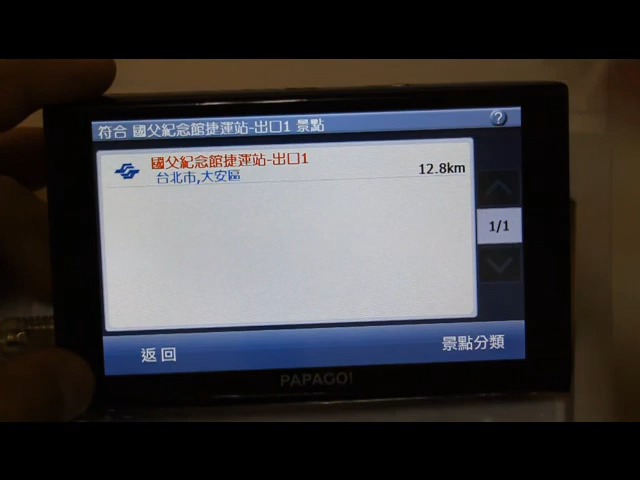 符合 國父紀念館捷運站-出口1 景點
?
國父紀念館捷運站-出口1
台北市,大安區
12.8km
1/1
返回
景點分類
PAPAGO!